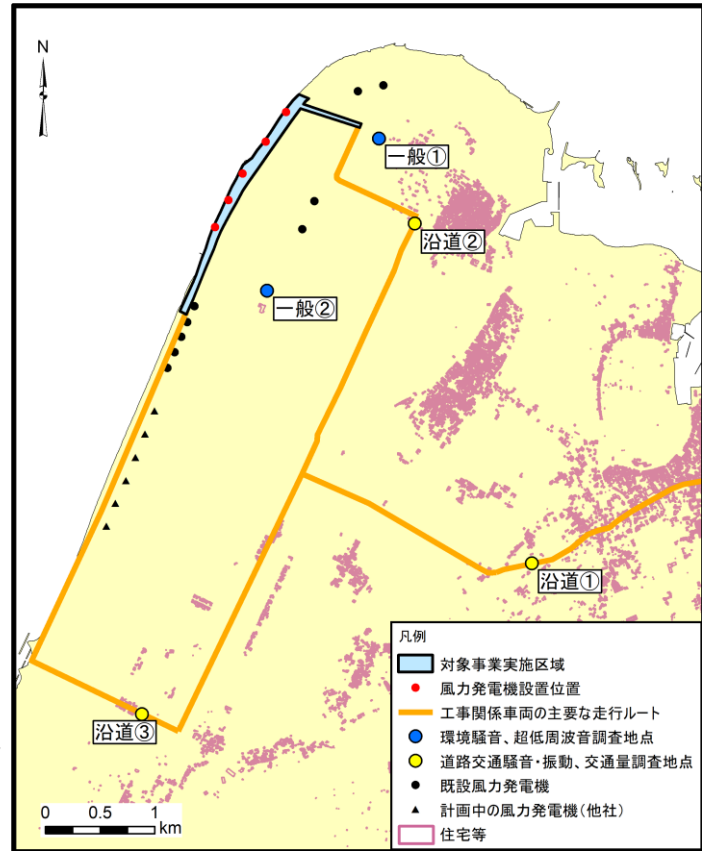 N
一般①
沿道②
一般②
沿道①
沿道③
0 0.5 1
km
凡例
対象事業実施区域
風力発電機設置位置
工事関係車両の主要な走行ルート
環境騒音、超低周波音調査地点
道路交通騒音・振動、交通量調査地点
既設風力発電機
計画中の風力発電機(他社)
住宅等